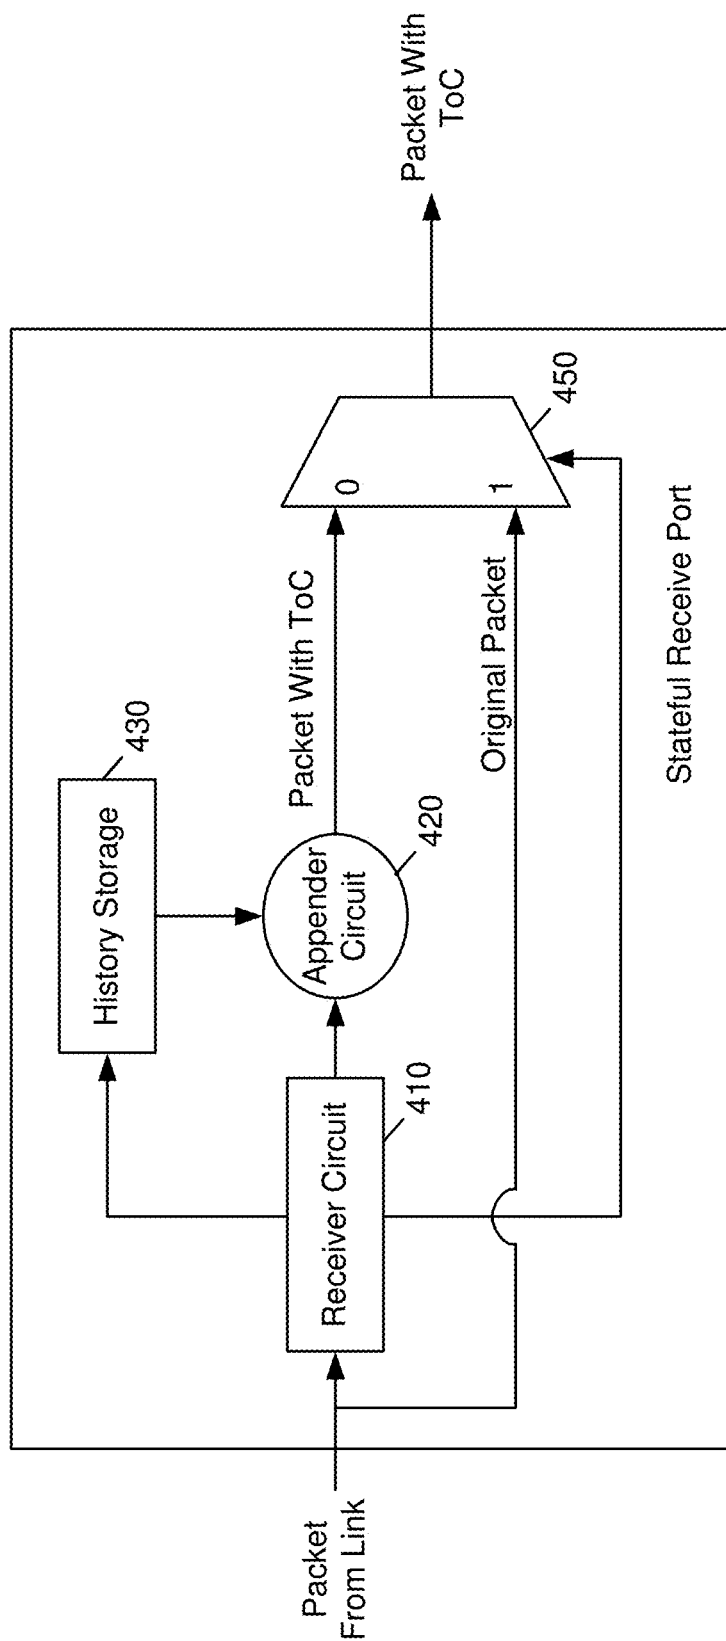 Packet
From Link
Receiver Circuit
410
History Storage
430
Appender
Circuit
420
Packet With ToC
Original Packet
0
1
450
Stateful Receive Port
Packet With
ToC